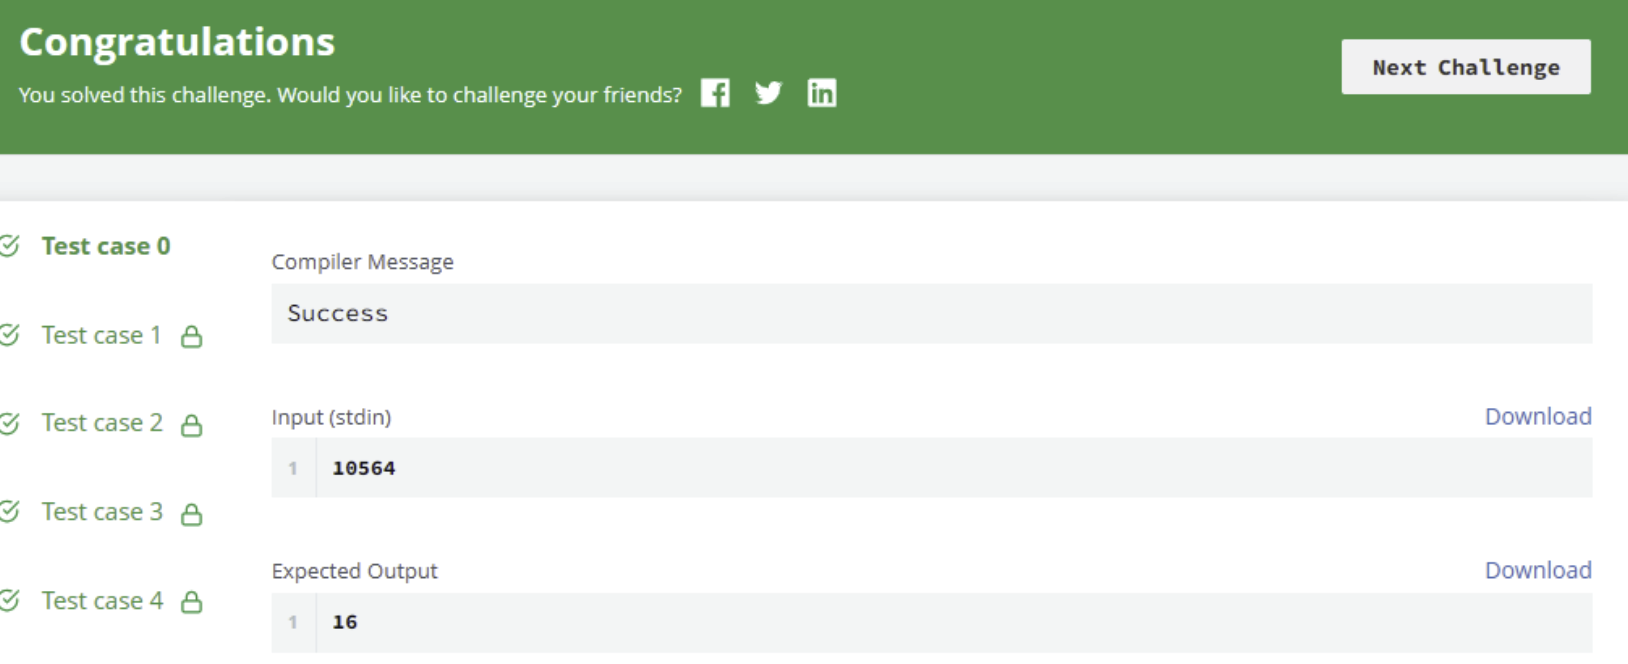 Congratulations
You solved this challenge. Would you like to challenge your friends?
Next Challenge
Test case 0
Test case 1
Test case 2
Test case 3
Test case 4
Compiler Message
Success
Input (stdin)
Download
1 10564
Expected Output
Download
1 16